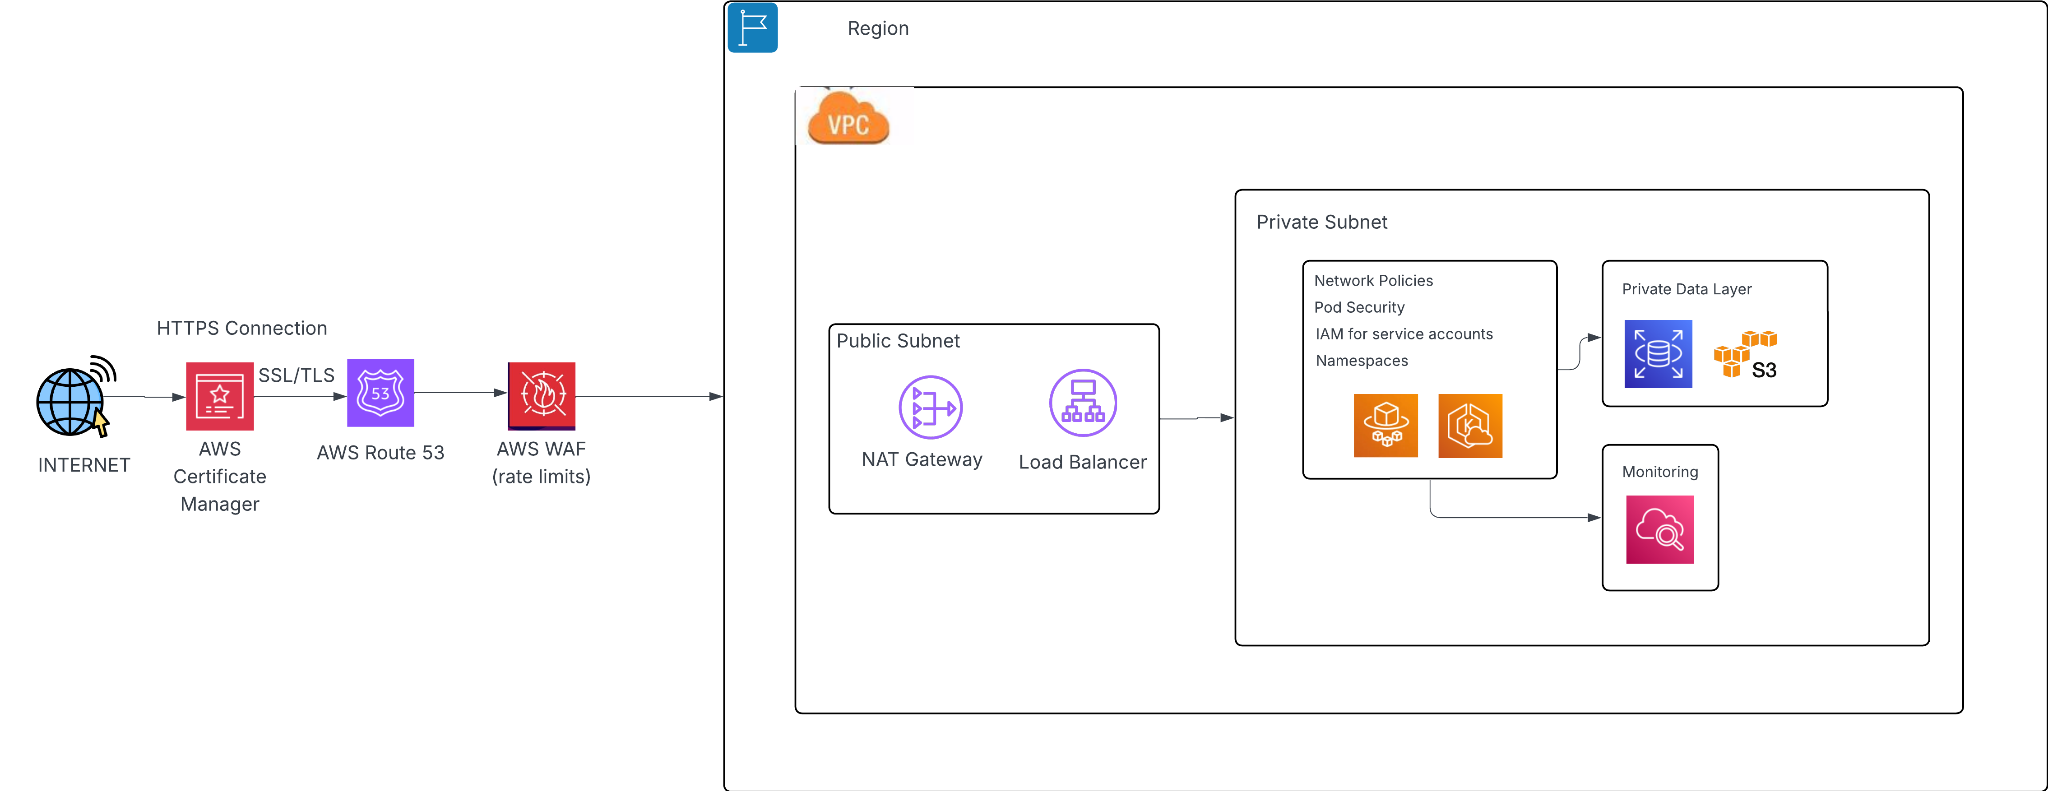 Region
VPC
Private Subnet
Network Policies
Pod Security
IAM for service accounts
Namespaces
Private Data Layer
S3
Monitoring
Public Subnet
NAT Gateway
Load Balancer
HTTPS Connection
SSL/TLS
53
INTERNET
AWS
Certificate
Manager
AWS Route 53
AWS WAF
(rate limits)
K